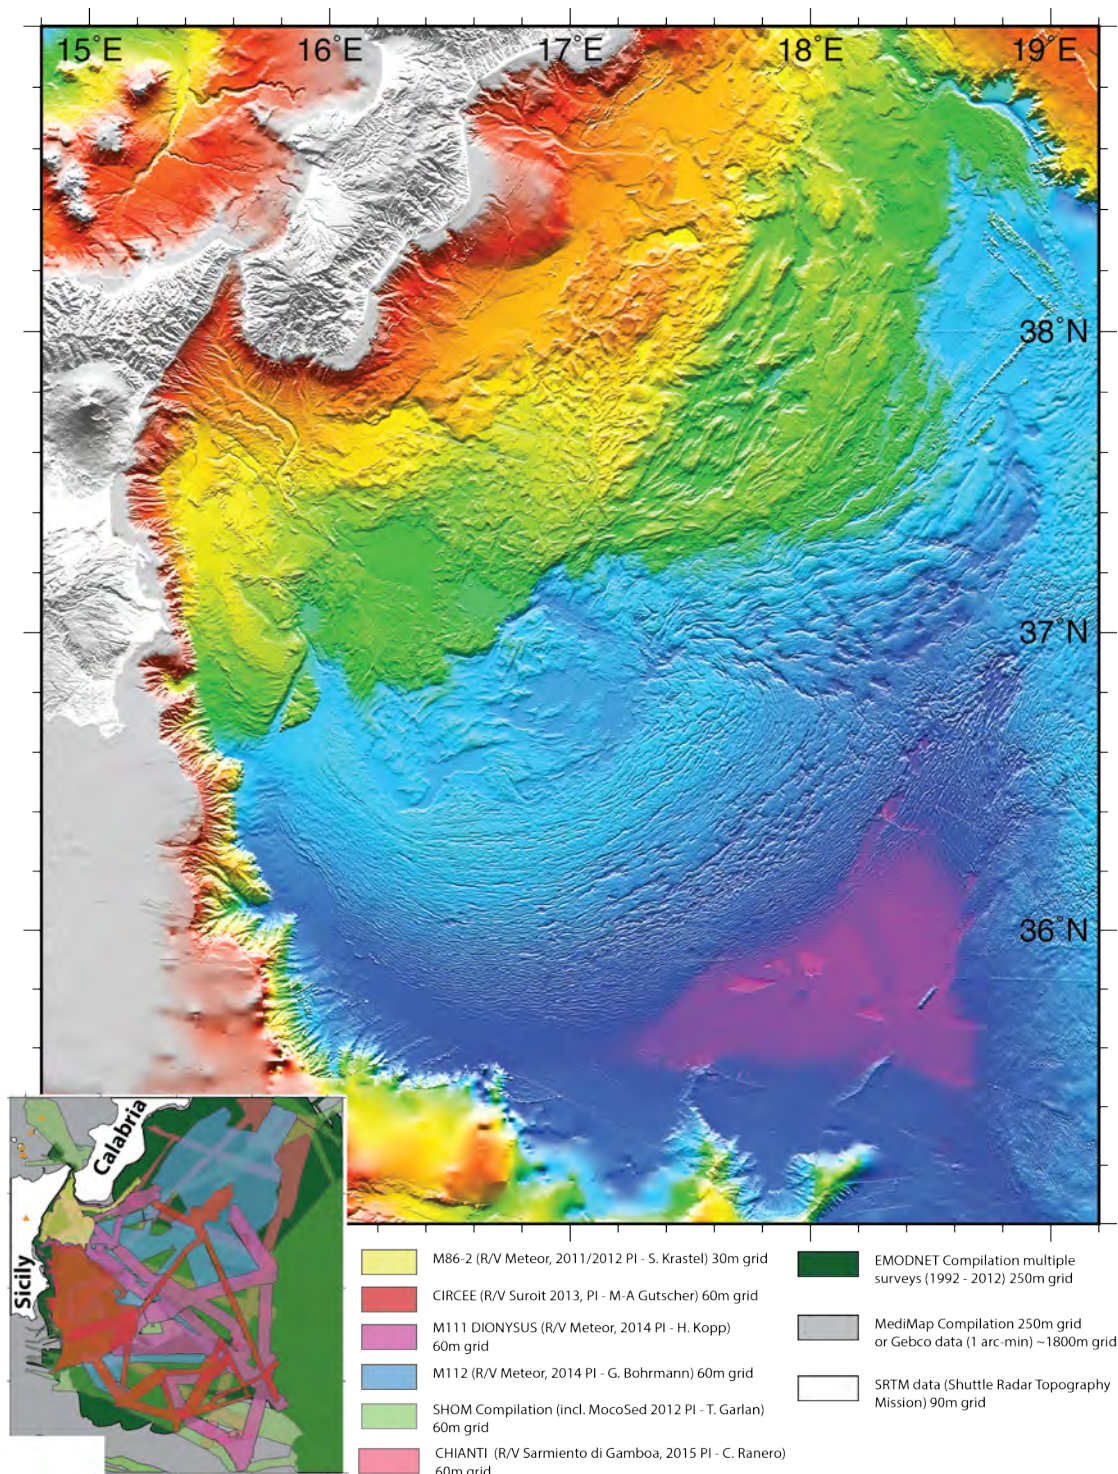 15°E 16°E 17°E 18°E 19°E
38°N
37°N
36°N
Calabria
Sicily
M86-2 (R/V Meteor, 2011/2012 PI - S. Krastel) 30m grid
CIRCEE (R/V Suroit 2013, PI - M-A Gutscher) 60m grid
M111 DIONYSUS (R/V Meteor, 2014 PI - H. Kopp)
60m grid
M112 (R/V Meteor, 2014 PI - G. Bohrmann) 60m grid
SHOM Compilation (incl. MocoSed 2012 PI - T. Garlan)
60m grid
CHIANTI (R/V Sarmiento di Gamboa, 2015 PI - C. Ranero)
60m grid
EMODNET Compilation multiple
surveys (1992 - 2012) 250m grid
MediMap Compilation 250m grid
or Gebco data (1 arc-min) ~1800m grid
SRTM data (Shuttle Radar Topography
Mission) 90m grid